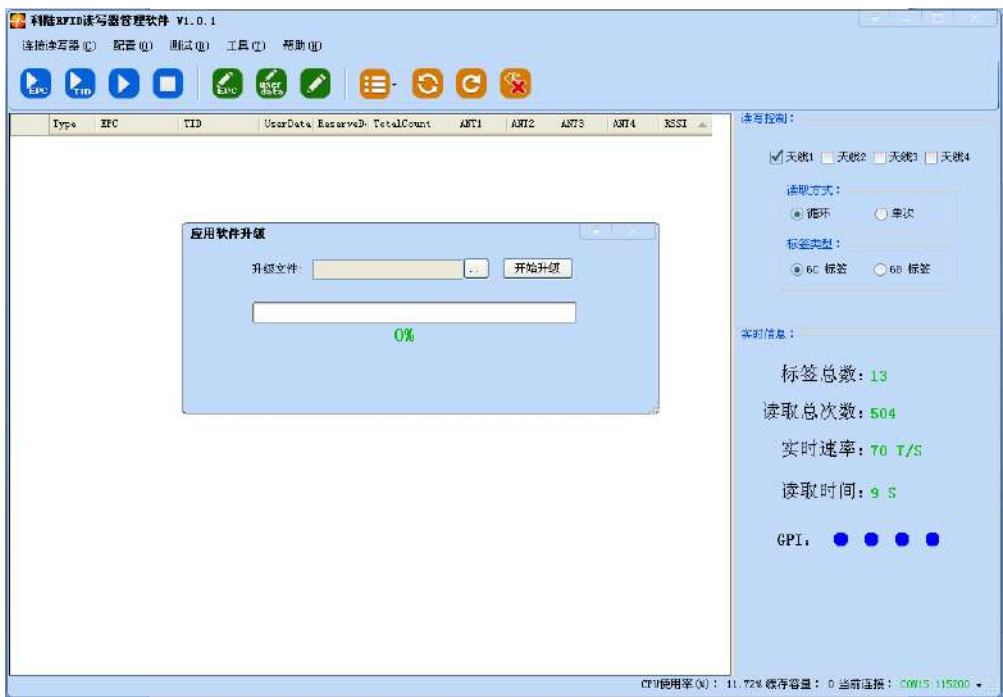 科陆RFID读写器管理软件 V1.0.1
连接读写器(C) 配置(O) 测试(D) 工具(T) 帮助(H)
EPC TID EPC user data
Type EPC TID UserData ReserveD TotalCount ANT1 ANT2 ANT3 ANT4 RSSI
读写控制：
天线1 天线2 天线3 天线4
读取方式：
循环 单次
标签类型：
6C 标签 6B 标签
应用软件升级
升级文件: .. 开始升级
0%
实时信息：
标签总数: 13
读取总次数: 504
实时速率: 70 T/S
读取时间: 9 S
GPI:
CPU使用率(%)： 11.72% 缓存容量： 0 当前连接： COM15:115200